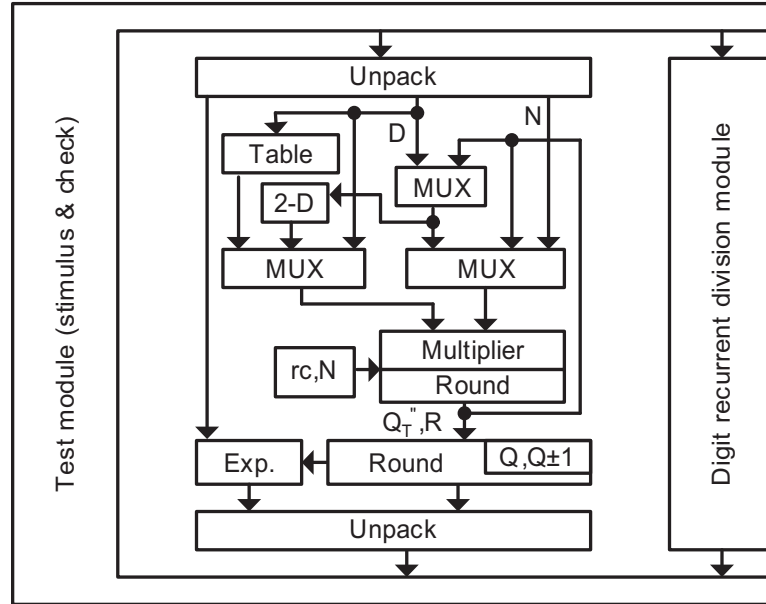 Test module (stimulus & check)
Unpack
D
N
Table
MUX
2-D
MUX
MUX
Multiplier
rc,N
Round
Q_T",R
Exp.
Round
Q,Q±1
Unpack
Digit recurrent division module